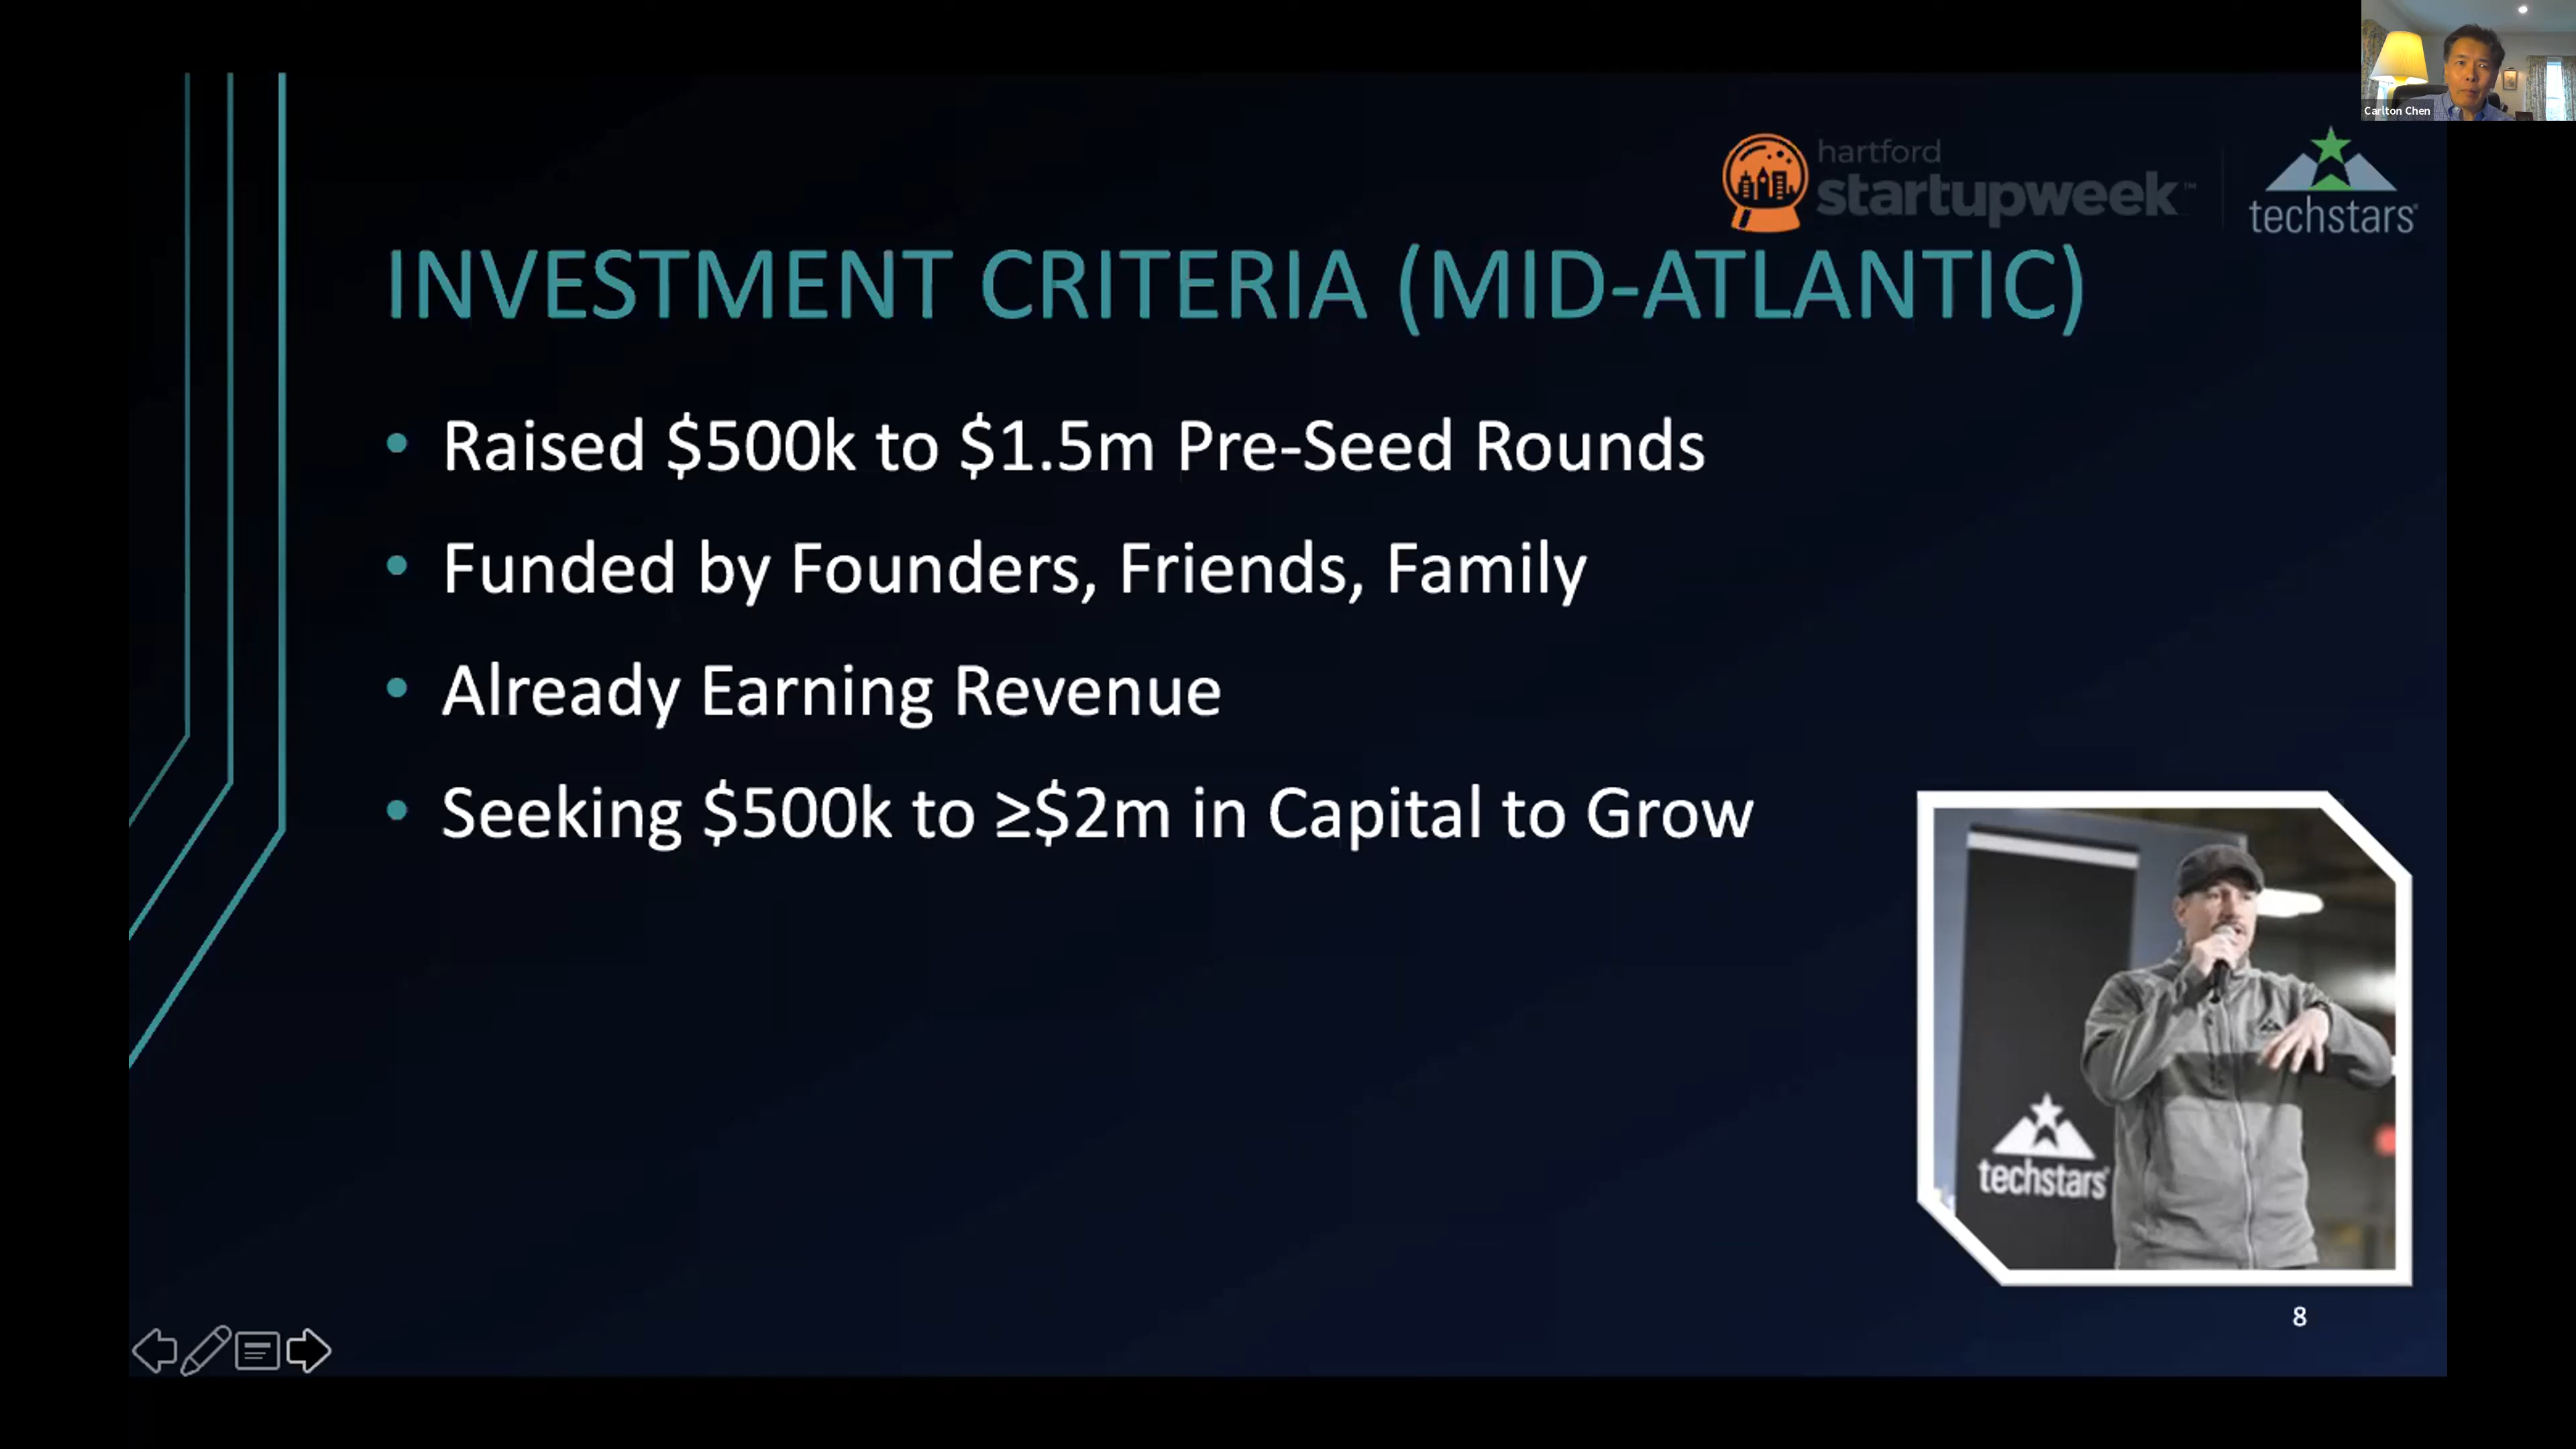 Carlton Chen
hartford
startupweek™
techstars
INVESTMENT CRITERIA (MID-ATLANTIC)
• Raised $500k to $1.5m Pre-Seed Rounds
• Funded by Founders, Friends, Family
• Already Earning Revenue
• Seeking $500k to ≥$2m in Capital to Grow
techstars
8